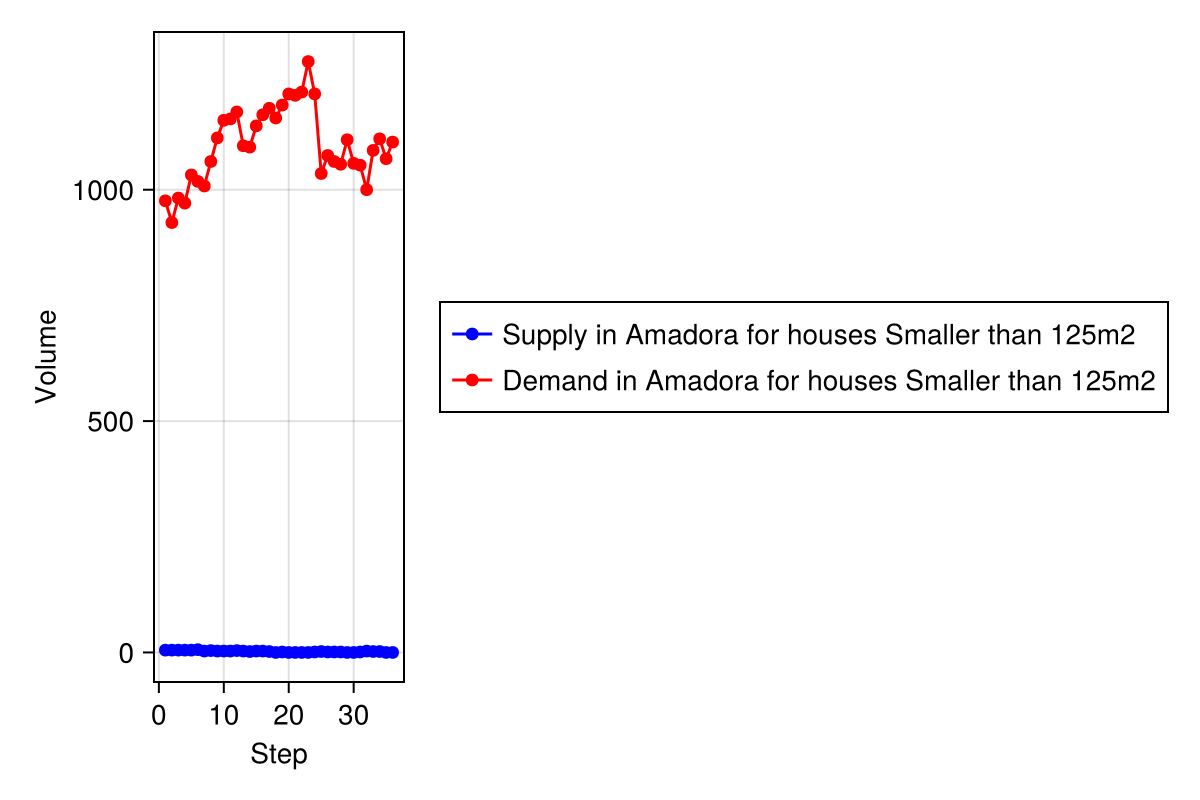 Volume
1000
500
0
0 10 20 30
Step
Supply in Amadora for houses Smaller than 125m2
Demand in Amadora for houses Smaller than 125m2